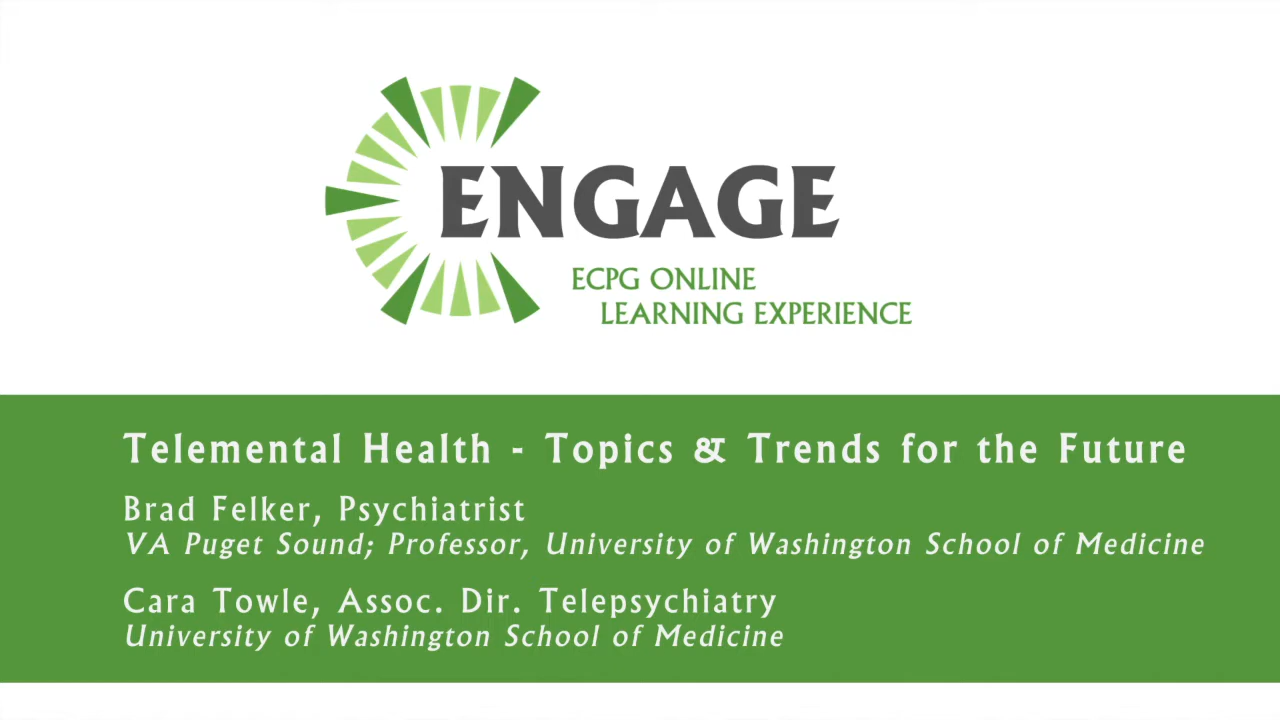 ENGAGE
ECPG ONLINE
LEARNING EXPERIENCE
Telemental Health - Topics & Trends for the Future
Brad Felker, Psychiatrist
VA Puget Sound; Professor, University of Washington School of Medicine
Cara Towle, Assoc. Dir. Telepsychiatry
University of Washington School of Medicine